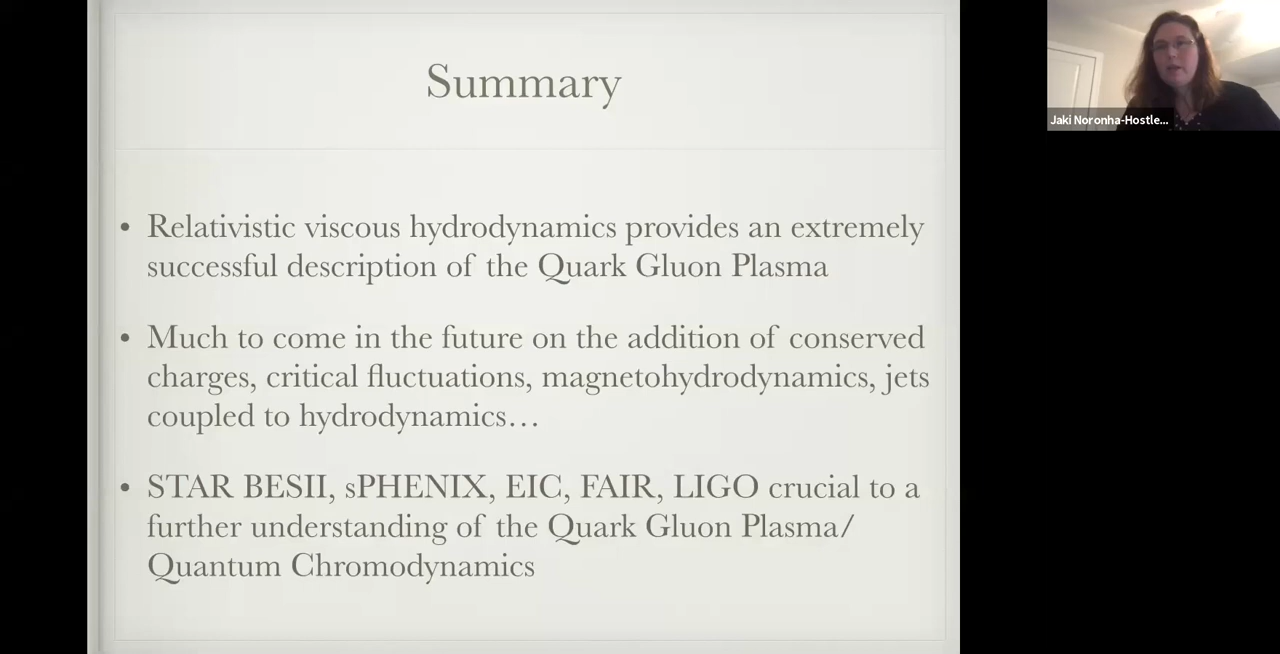 Summary
• Relativistic viscous hydrodynamics provides an extremely
successful description of the Quark Gluon Plasma
• Much to come in the future on the addition of conserved
charges, critical fluctuations, magnetohydrodynamics, jets
coupled to hydrodynamics…
• STAR BESII, sPHENIX, EIC, FAIR, LIGO crucial to a
further understanding of the Quark Gluon Plasma/
Quantum Chromodynamics
Jaki Noronha-Hostle...